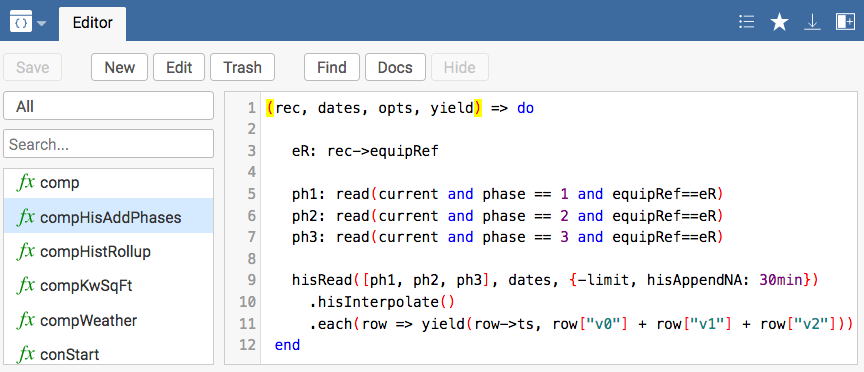 {} Editor
Save New Edit Trash Find Docs Hide
All
Search...
fx comp
fx compHisAddPhases
fx compHistRollup
fx compKwSqFt
fx compWeather
fx conStart
1 (rec, dates, opts, yield) => do
2
3 eR: rec->equipRef
4
5 ph1: read(current and phase == 1 and equipRef==eR)
6 ph2: read(current and phase == 2 and equipRef==eR)
7 ph3: read(current and phase == 3 and equipRef==eR)
8
9 hisRead([ph1, ph2, ph3], dates, {-limit, hisAppendNA: 30min})
10 .hisInterpolate()
11 .each(row => yield(row->ts, row["v0"] + row["v1"] + row["v2"]))
12 end